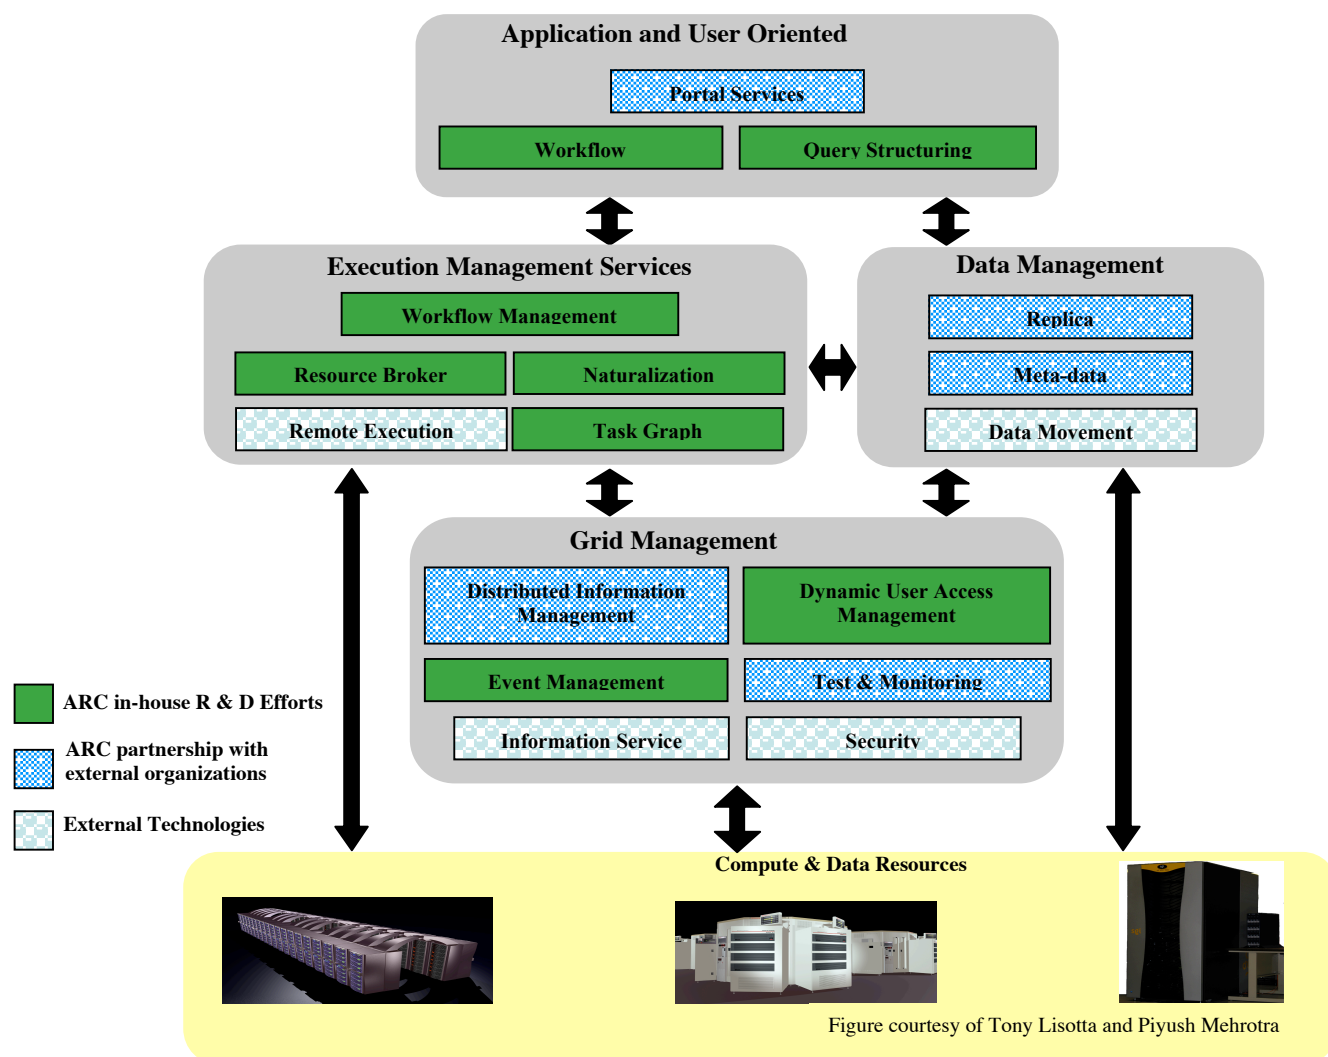 Application and User Oriented
Portal Services
Workflow
Query Structuring
Execution Management Services
Workflow Management
Resource Broker
Naturalization
Remote Execution
Task Graph
Data Management
Replica
Meta-data
Data Movement
Grid Management
Distributed Information
Management
Dynamic User Access
Management
Event Management
Test & Monitoring
Information Service
Security
ARC in-house R & D Efforts
ARC partnership with
external organizations
External Technologies
Compute & Data Resources
Figure courtesy of Tony Lisotta and Piyush Mehrotra